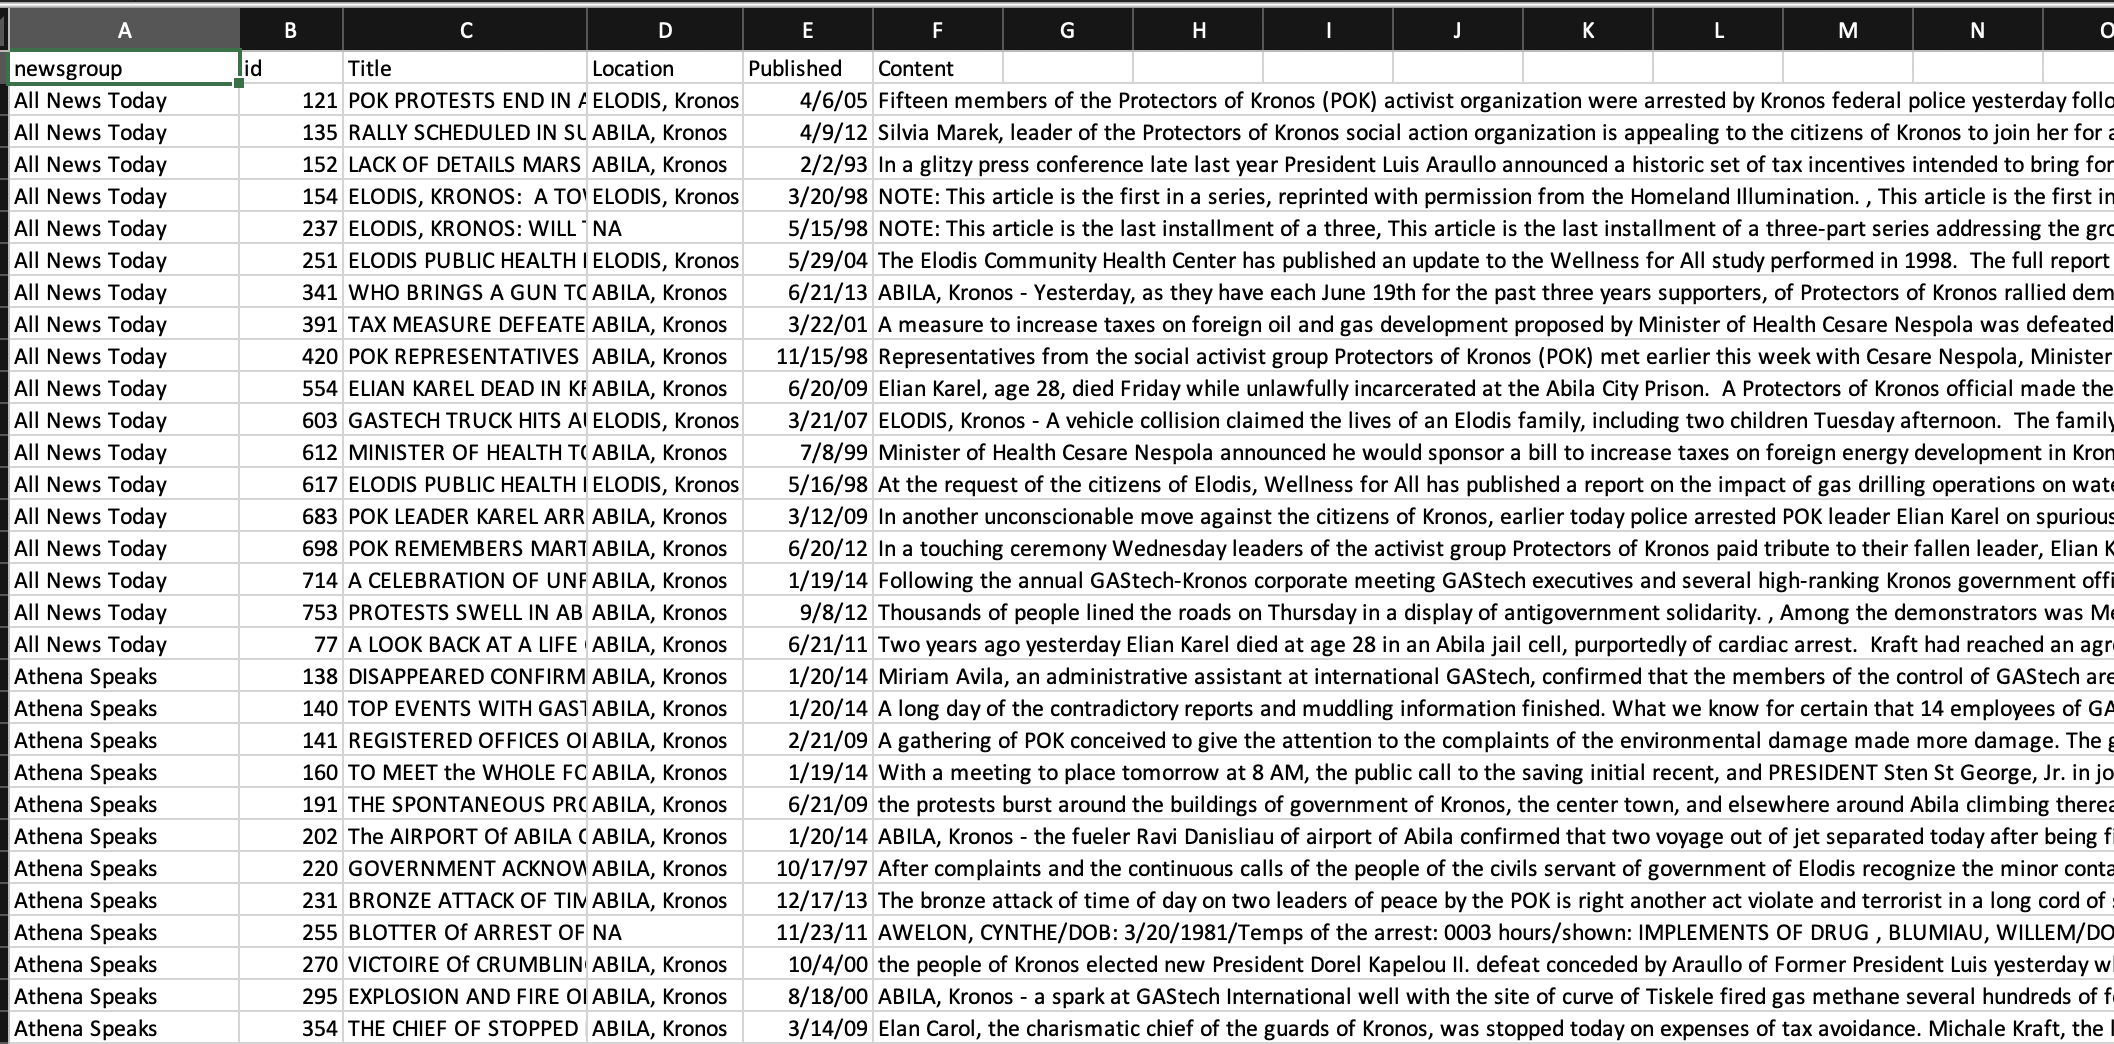 A B C D E F G H I J K L M N O
newsgroup id Title Location Published Content
All News Today 121 POK PROTESTS END IN A ELODIS, Kronos 4/6/05 Fifteen members of the Protectors of Kronos (POK) activist organization were arrested by Kronos federal police yesterday follo
All News Today 135 RALLY SCHEDULED IN SU ABILA, Kronos 4/9/12 Silvia Marek, leader of the Protectors of Kronos social action organization is appealing to the citizens of Kronos to join her for a
All News Today 152 LACK OF DETAILS MARS ABILA, Kronos 2/2/93 In a glitzy press conference late last year President Luis Araullo announced a historic set of tax incentives intended to bring for
All News Today 154 ELODIS, KRONOS: A TOV ELODIS, Kronos 3/20/98 NOTE: This article is the first in a series, reprinted with permission from the Homeland Illumination. , This article is the first in
All News Today 237 ELODIS, KRONOS: WILL T NA 5/15/98 NOTE: This article is the last installment of a three, This article is the last installment of a three-part series addressing the gro
All News Today 251 ELODIS PUBLIC HEALTH ELODIS, Kronos 5/29/04 The Elodis Community Health Center has published an update to the Wellness for All study performed in 1998. The full report
All News Today 341 WHO BRINGS A GUN TO ABILA, Kronos 6/21/13 ABILA, Kronos - Yesterday, as they have each June 19th for the past three years supporters, of Protectors of Kronos rallied dem
All News Today 391 TAX MEASURE DEFEATE ABILA, Kronos 3/22/01 A measure to increase taxes on foreign oil and gas development proposed by Minister of Health Cesare Nespola was defeated
All News Today 420 POK REPRESENTATIVES ABILA, Kronos 11/15/98 Representatives from the social activist group Protectors of Kronos (POK) met earlier this week with Cesare Nespola, Minister
All News Today 554 ELIAN KAREL DEAD IN KR ABILA, Kronos 6/20/09 Elian Karel, age 28, died Friday while unlawfully incarcerated at the Abila City Prison. A Protectors of Kronos official made the
All News Today 603 GASTECH TRUCK HITS AU ELODIS, Kronos 3/21/07 ELODIS, Kronos - A vehicle collision claimed the lives of an Elodis family, including two children Tuesday afternoon. The family
All News Today 612 MINISTER OF HEALTH TO ABILA, Kronos 7/8/99 Minister of Health Cesare Nespola announced he would sponsor a bill to increase taxes on foreign energy development in Kron
All News Today 617 ELODIS PUBLIC HEALTH ELODIS, Kronos 5/16/98 At the request of the citizens of Elodis, Wellness for All has published a report on the impact of gas drilling operations on wate
All News Today 683 POK LEADER KAREL ARR ABILA, Kronos 3/12/09 In another unconscionable move against the citizens of Kronos, earlier today police arrested POK leader Elian Karel on spurious
All News Today 698 POK REMEMBERS MART ABILA, Kronos 6/20/12 In a touching ceremony Wednesday leaders of the activist group Protectors of Kronos paid tribute to their fallen leader, Elian K
All News Today 714 A CELEBRATION OF UNF ABILA, Kronos 1/19/14 Following the annual GAStech-Kronos corporate meeting GAStech executives and several high-ranking Kronos government offi
All News Today 753 PROTESTS SWELL IN AB ABILA, Kronos 9/8/12 Thousands of people lined the roads on Thursday in a display of antigovernment solidarity. , Among the demonstrators was Me
All News Today 77 A LOOK BACK AT A LIFE ABILA, Kronos 6/21/11 Two years ago yesterday Elian Karel died at age 28 in an Abila jail cell, purportedly of cardiac arrest. Kraft had reached an agr
Athena Speaks 138 DISAPPEARED CONFIRM ABILA, Kronos 1/20/14 Miriam Avila, an administrative assistant at international GAStech, confirmed that the members of the control of GAStech are
Athena Speaks 140 TOP EVENTS WITH GAST ABILA, Kronos 1/20/14 A long day of the contradictory reports and muddling information finished. What we know for certain that 14 employees of GA
Athena Speaks 141 REGISTERED OFFICES O ABILA, Kronos 2/21/09 A gathering of POK conceived to give the attention to the complaints of the environmental damage made more damage. The g
Athena Speaks 160 TO MEET the WHOLE FO ABILA, Kronos 1/19/14 With a meeting to place tomorrow at 8 AM, the public call to the saving initial recent, and PRESIDENT Sten St George, Jr. in jo
Athena Speaks 191 THE SPONTANEOUS PRO ABILA, Kronos 6/21/09 the protests burst around the buildings of government of Kronos, the center town, and elsewhere around Abila climbing therea
Athena Speaks 202 The AIRPORT Of ABILA C ABILA, Kronos 1/20/14 ABILA, Kronos - the fueler Ravi Danisliau of airport of Abila confirmed that two voyage out of jet separated today after being fi
Athena Speaks 220 GOVERNMENT ACKNOW ABILA, Kronos 10/17/97 After complaints and the continuous calls of the people of the civils servant of government of Elodis recognize the minor conta
Athena Speaks 231 BRONZE ATTACK OF TIM ABILA, Kronos 12/17/13 The bronze attack of time of day on two leaders of peace by the POK is right another act violate and terrorist in a long cord of
Athena Speaks 255 BLOTTER Of ARREST OF NA 11/23/11 AWELON, CYNTHE/DOB: 3/20/1981/Temps of the arrest: 0003 hours/shown: IMPLEMENTS OF DRUG , BLUMIAU, WILLEM/DO
Athena Speaks 270 VICTOIRE Of CRUMBLIN ABILA, Kronos 10/4/00 the people of Kronos elected new President Dorel Kapelou II. defeat conceded by Araullo of Former President Luis yesterday wh
Athena Speaks 295 EXPLOSION AND FIRE O ABILA, Kronos 8/18/00 ABILA, Kronos - a spark at GAStech International well with the site of curve of Tiskele fired gas methane several hundreds of f
Athena Speaks 354 THE CHIEF OF STOPPED ABILA, Kronos 3/14/09 Elan Carol, the charismatic chief of the guards of Kronos, was stopped today on expenses of tax avoidance. Michale Kraft, the l